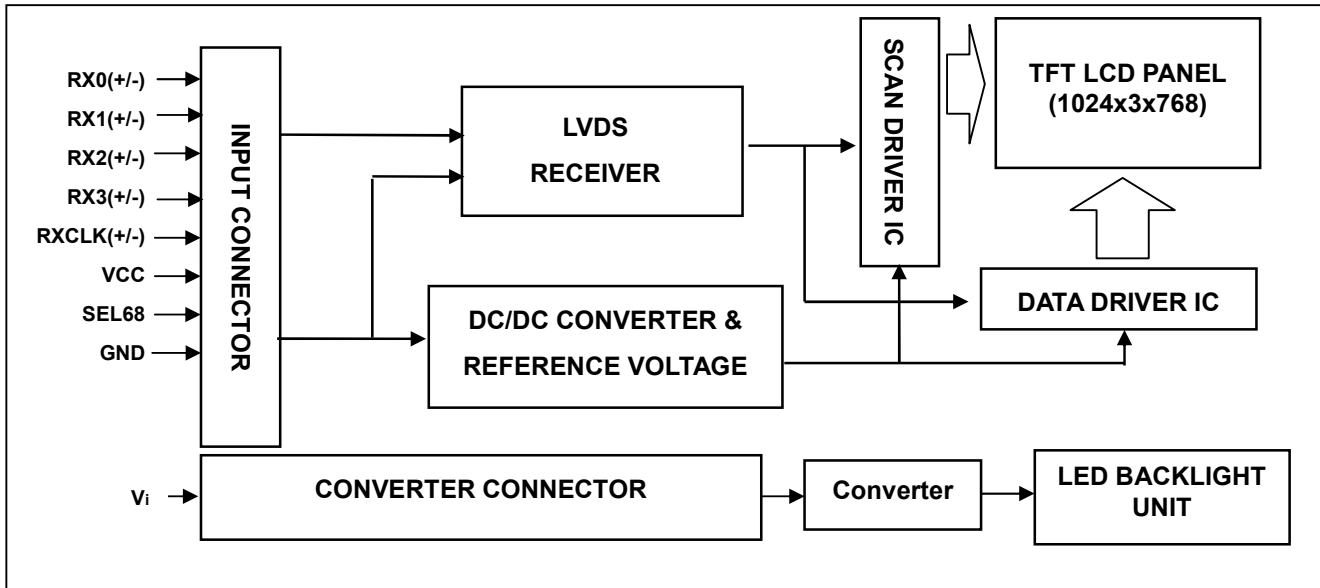 RX0(+/-)
RX1(+/-)
RX2(+/-)
RX3(+/-)
RXCLK(+/-)
VCC
SEL68
GND
INPUT CONNECTOR
LVDS
RECEIVER
DC/DC CONVERTER &
REFERENCE VOLTAGE
SCAN DRIVER IC
TFT LCD PANEL
(1024x3x768)
DATA DRIVER IC
Vi
CONVERTER CONNECTOR
Converter
LED BACKLIGHT
UNIT